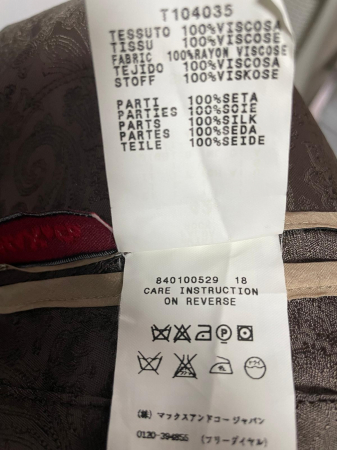 T104035
TESSUTO 100%VISCOSA
TISSU 100%VISCOSE
FABRIC 100%RAYON VISCOSE
TEJIDO 100%VISCOSA
STOFF 100%VISKOSE
PARTI 100%SETA
PARTIES 100%SOIE
PARTS 100%SILK
PARTES 100%SEDA
TEILE 100%SEIDE
840100529 18
CARE INSTRUCTION
ON REVERSE
(株) マックスアンドコー ジャパン
0120-394855 (フリーダイヤル)